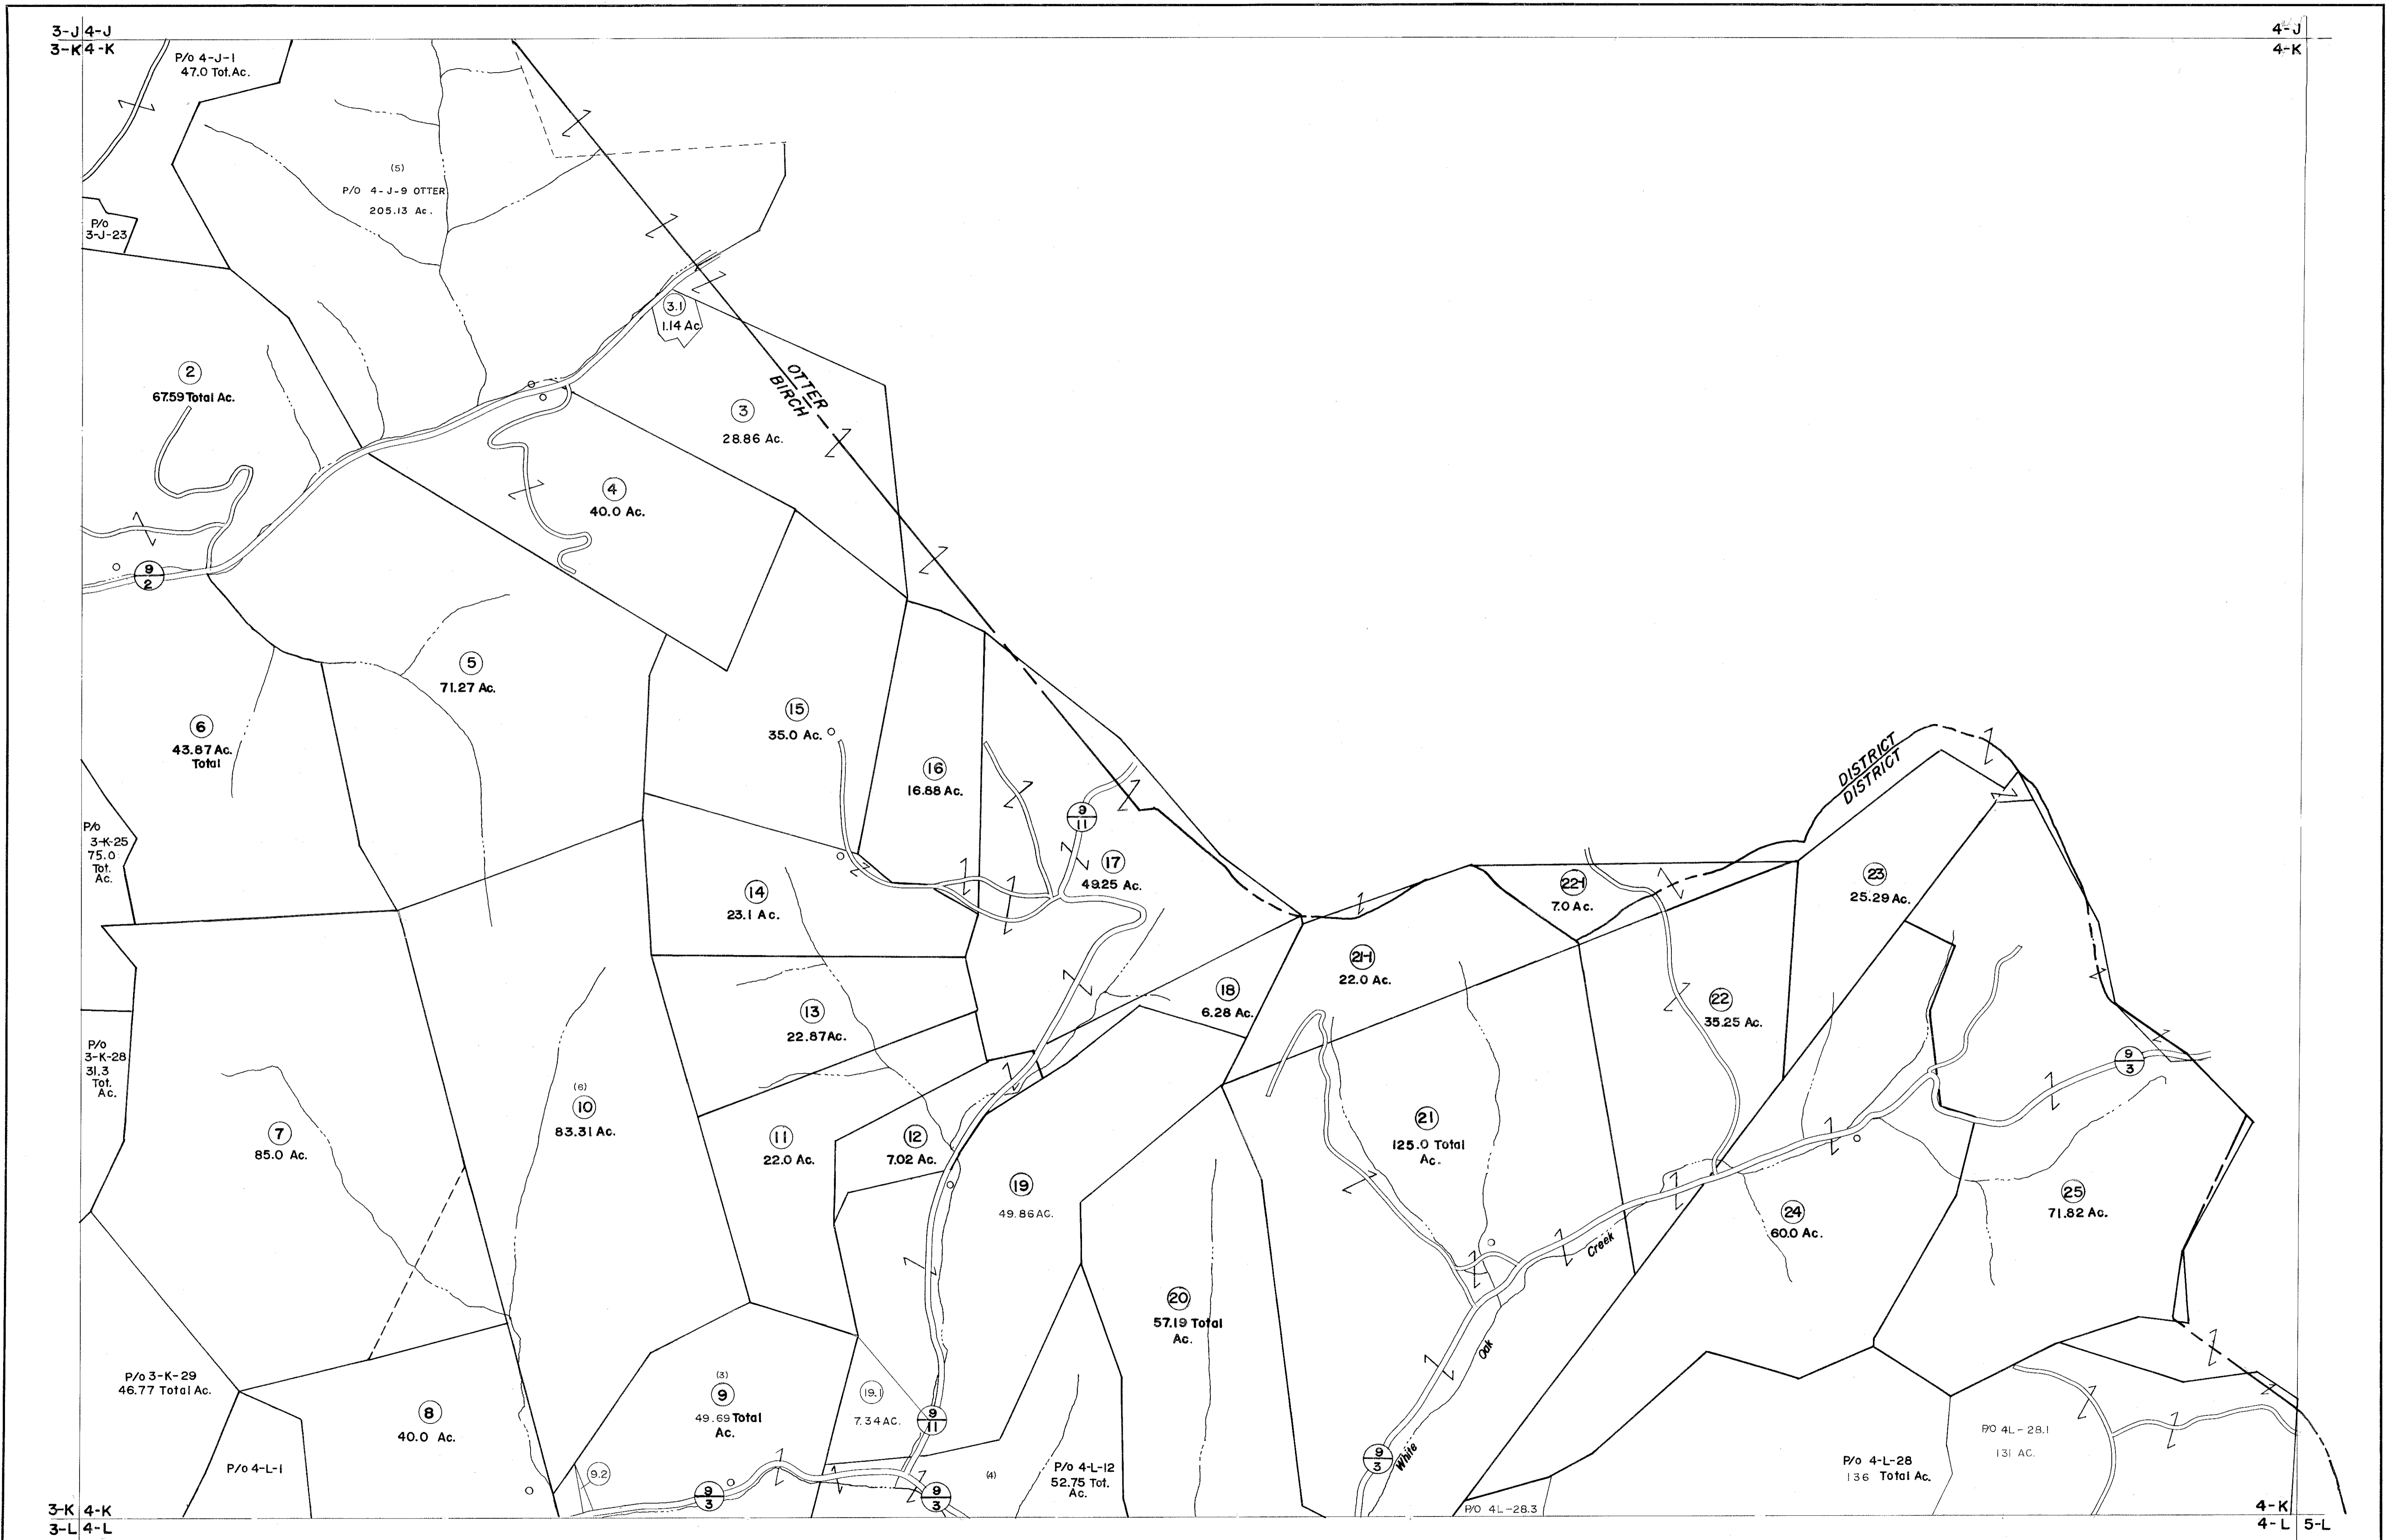 3-J 4-J
3-K 4-K
4-J
4-K
P/o 4-J-1
47.0 Tot. Ac.
(5)
P/O 4-J-9 OTTER
205.13 Ac.
P/o
3-J-23
3.1
1.14 Ac
2
67.59 Total Ac.
OTTER
BIRCH
3
28.86 Ac.
4
40.0 Ac.
9
2
5
71.27 Ac.
6
43.87 Ac.
Total
15
35.0 Ac.
16
16.88 Ac.
9
11
17
49.25 Ac.
DISTRICT
DISTRICT
P/o
3-K-25
75.0
Tot.
Ac.
14
23.1 Ac.
22-1
7.0 Ac.
23
25.29 Ac.
21-1
22.0 Ac.
18
6.28 Ac.
22
35.25 Ac.
13
22.87 Ac.
P/o
3-K-28
31.3
Tot.
Ac.
9
3
(6)
10
83.31 Ac.
7
85.0 Ac.
11
22.0 Ac.
12
7.02 Ac.
21
125.0 Total
Ac.
19
49.86 AC.
25
71.82 Ac.
24
60.0 Ac.
Creek
Oak
White
20
57.19 Total
Ac.
P/o 3-K-29
46.77 Total Ac.
8
40.0 Ac.
(3)
9
49.69 Total
Ac.
19.1
7.34 AC.
9
11
P/o 4-L-1
9.2
9
3
9
3
(4)
P/o 4-L-12
52.75 Tot.
Ac.
9
3
P/O 4L-28.3
P/o 4-L-28
136 Total Ac.
P/O 4L-28.1
131 AC.
3-K 4-K
3-L 4-L
4-K
4-L 5-L